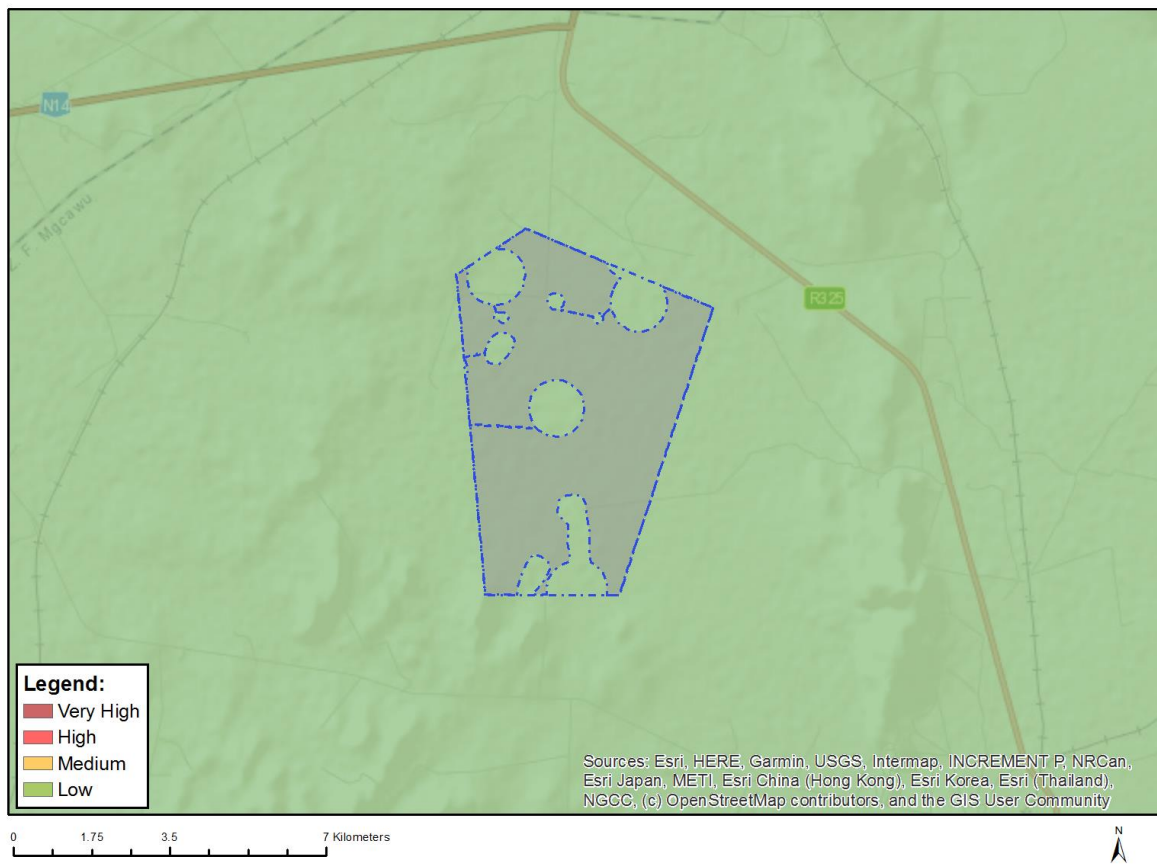 N14
F. Mgcawu
R325
Legend:
Very High
High
Medium
Low
Sources: Esri, HERE, Garmin, USGS, Intermap, INCREMENT P, NRCan,
Esri Japan, METI, Esri China (Hong Kong), Esri Korea, Esri (Thailand),
NGCC, (c) OpenStreetMap contributors, and the GIS User Community
0 1.75 3.5 7 Kilometers
N